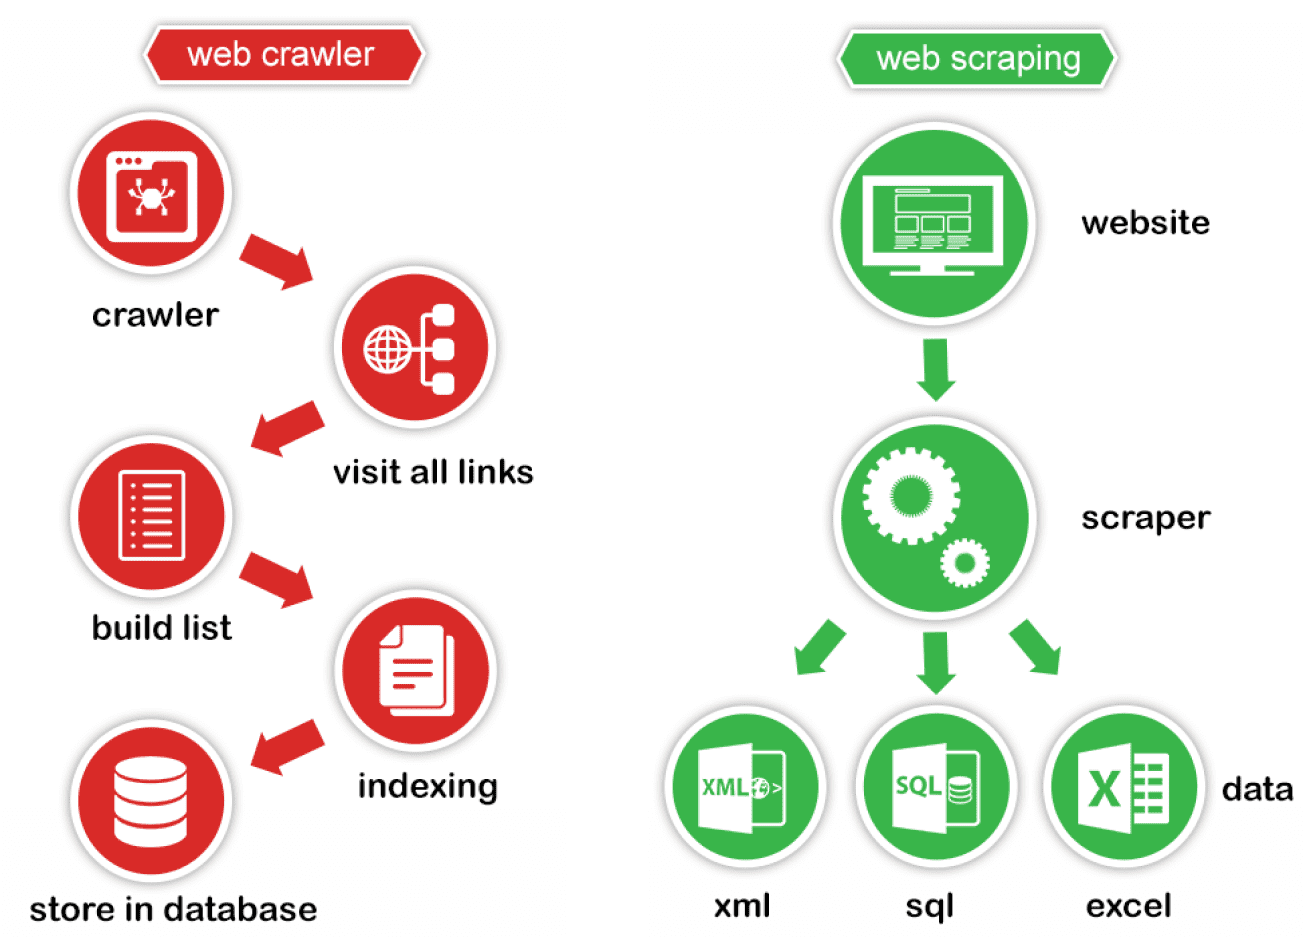 web crawler
crawler
visit all links
build list
indexing
store in database
web scraping
website
scraper
XML
SQL
X
data
xml
sql
excel